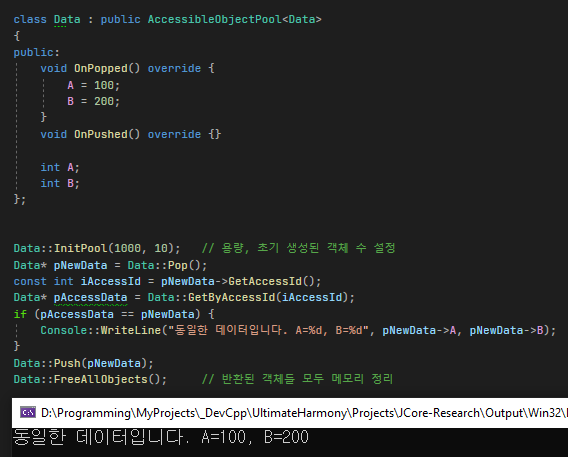 class Data : public AccessibleObjectPool<Data>
{
public:
    void OnPopped() override {
        A = 100;
        B = 200;
    }
    void OnPushed() override {}

    int A;
    int B;
};

Data::InitPool(1000, 10);   // 용량, 초기 생성된 객체 수 설정
Data* pNewData = Data::Pop();
const int iAccessId = pNewData->GetAccessId();
Data* pAccessData = Data::GetByAccessId(iAccessId);
if (pAccessData == pNewData) {
    Console::WriteLine("동일한 데이터입니다. A=%d, B=%d", pNewData->A, pNewData->B);
}
Data::Push(pNewData);
Data::FreeAllObjects();     // 반환된 객체들 모두 메모리 정리
D:\Programming\MyProjects\_DevCpp\UltimateHarmony\Projects\JCore-Research\Output\Win32\
동일한 데이터입니다. A=100, B=200